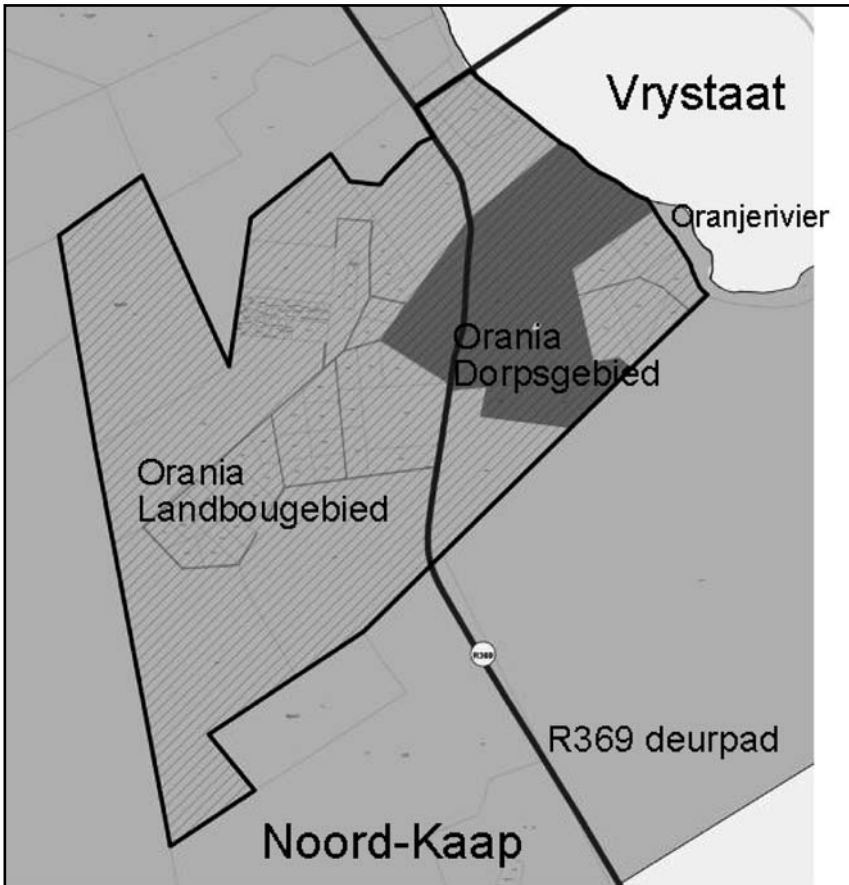 Vrystaat
Oranjerivier
Orania
Dorpsgebied
Orania
Landbougebied
R369
R369 deurpad
Noord-Kaap